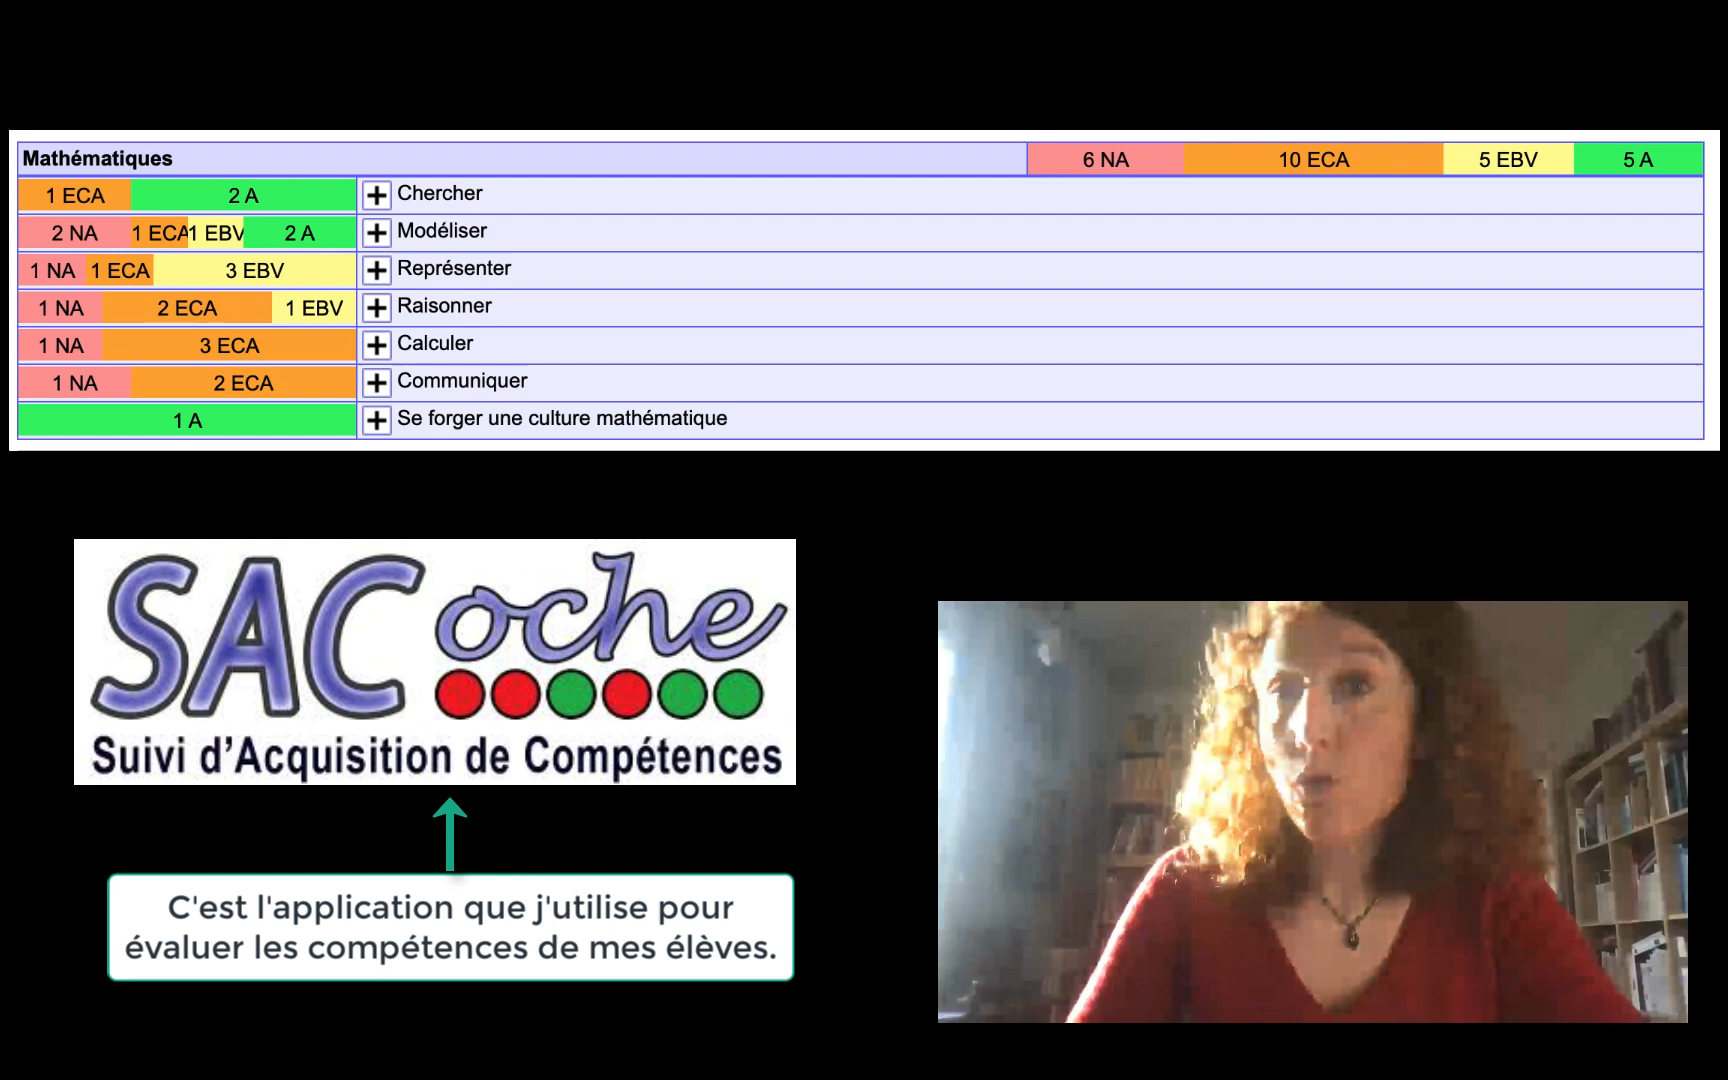 Mathématiques 6 NA 10 ECA 5 EBV 5 A
1 ECA 2 A Chercher
2 NA 1 ECA 1 EBV 2 A Modéliser
1 NA 1 ECA 3 EBV Représenter
1 NA 2 ECA 1 EBV Raisonner
1 NA 3 ECA Calculer
1 NA 2 ECA Communiquer
1 A Se forger une culture mathématique
SACoche
Suivi d'Acquisition de Compétences
C'est l'application que j'utilise pour
évaluer les compétences de mes élèves.